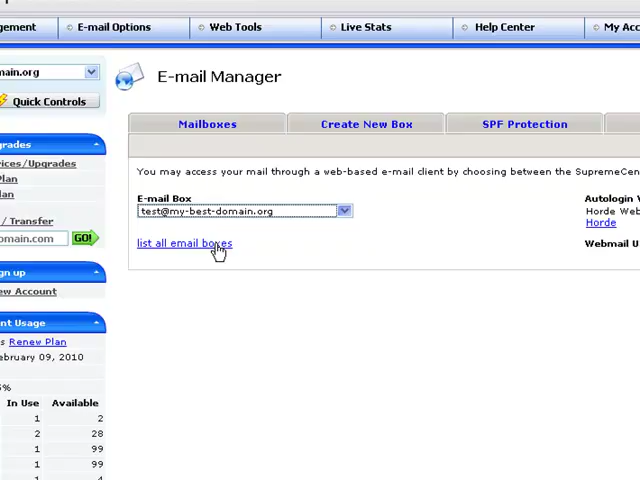 gement
E-mail Options
Web Tools
Live Stats
Help Center
My Acc
main.org
E-mail Manager
Quick Controls
Mailboxes
Create New Box
SPF Protection
grades
You may access your mail through a web-based e-mail client by choosing between the SupremeCen
ices/Upgrades
Plan
lan
E-mail Box
Autologin
test@my-best-domain.org
Horde Web
/ Transfer
Horde
omain.com
GO!
list all email boxes
Webmail U
gn up
ew Account
nt Usage
s Renew Plan
ebruary 09, 2010
%
In Use Available
1 2
2 28
1 99
1 99
1 4